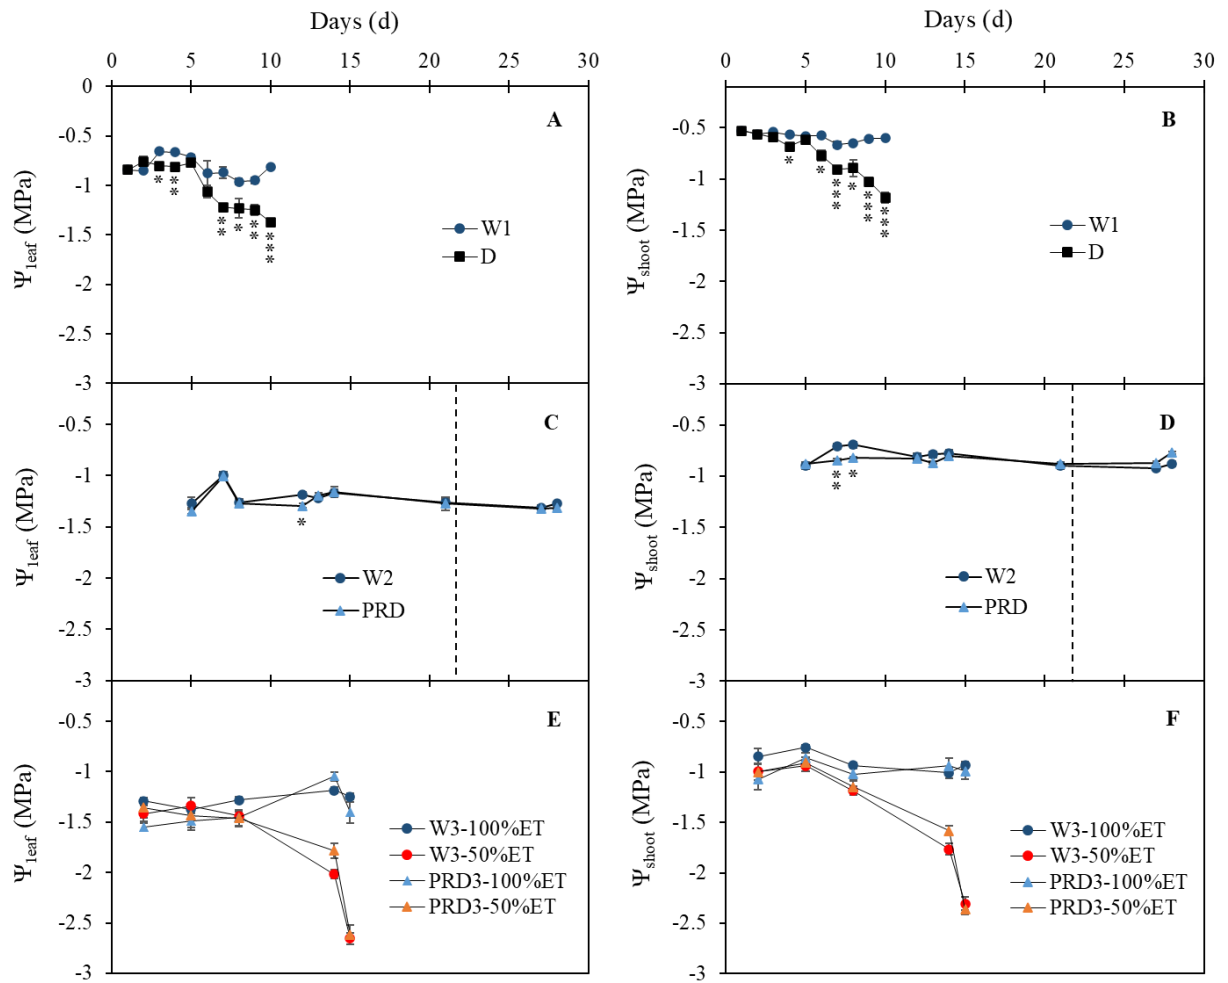 Days (d)
Days (d)
0 5 10 15 20 25 30
0 5 10 15 20 25 30
0
-0.5
-1
-1.5
-2
-2.5
-3
Ψleaf (MPa)
A
* ** ** * ** ***
W1
D
-0.5
-1
-1.5
-2
-2.5
-3
Ψshoot (MPa)
B
* * *** * *** ***
W1
D
-0.5
-1
-1.5
-2
-2.5
-3
Ψleaf (MPa)
C
*
W2
PRD
-0.5
-1
-1.5
-2
-2.5
-3
Ψshoot (MPa)
D
** *
W2
PRD
-0.5
-1
-1.5
-2
-2.5
-3
Ψleaf (MPa)
E
W3-100%ET
W3-50%ET
PRD3-100%ET
PRD3-50%ET
-0.5
-1
-1.5
-2
-2.5
-3
Ψshoot (MPa)
F
W3-100%ET
W3-50%ET
PRD3-100%ET
PRD3-50%ET